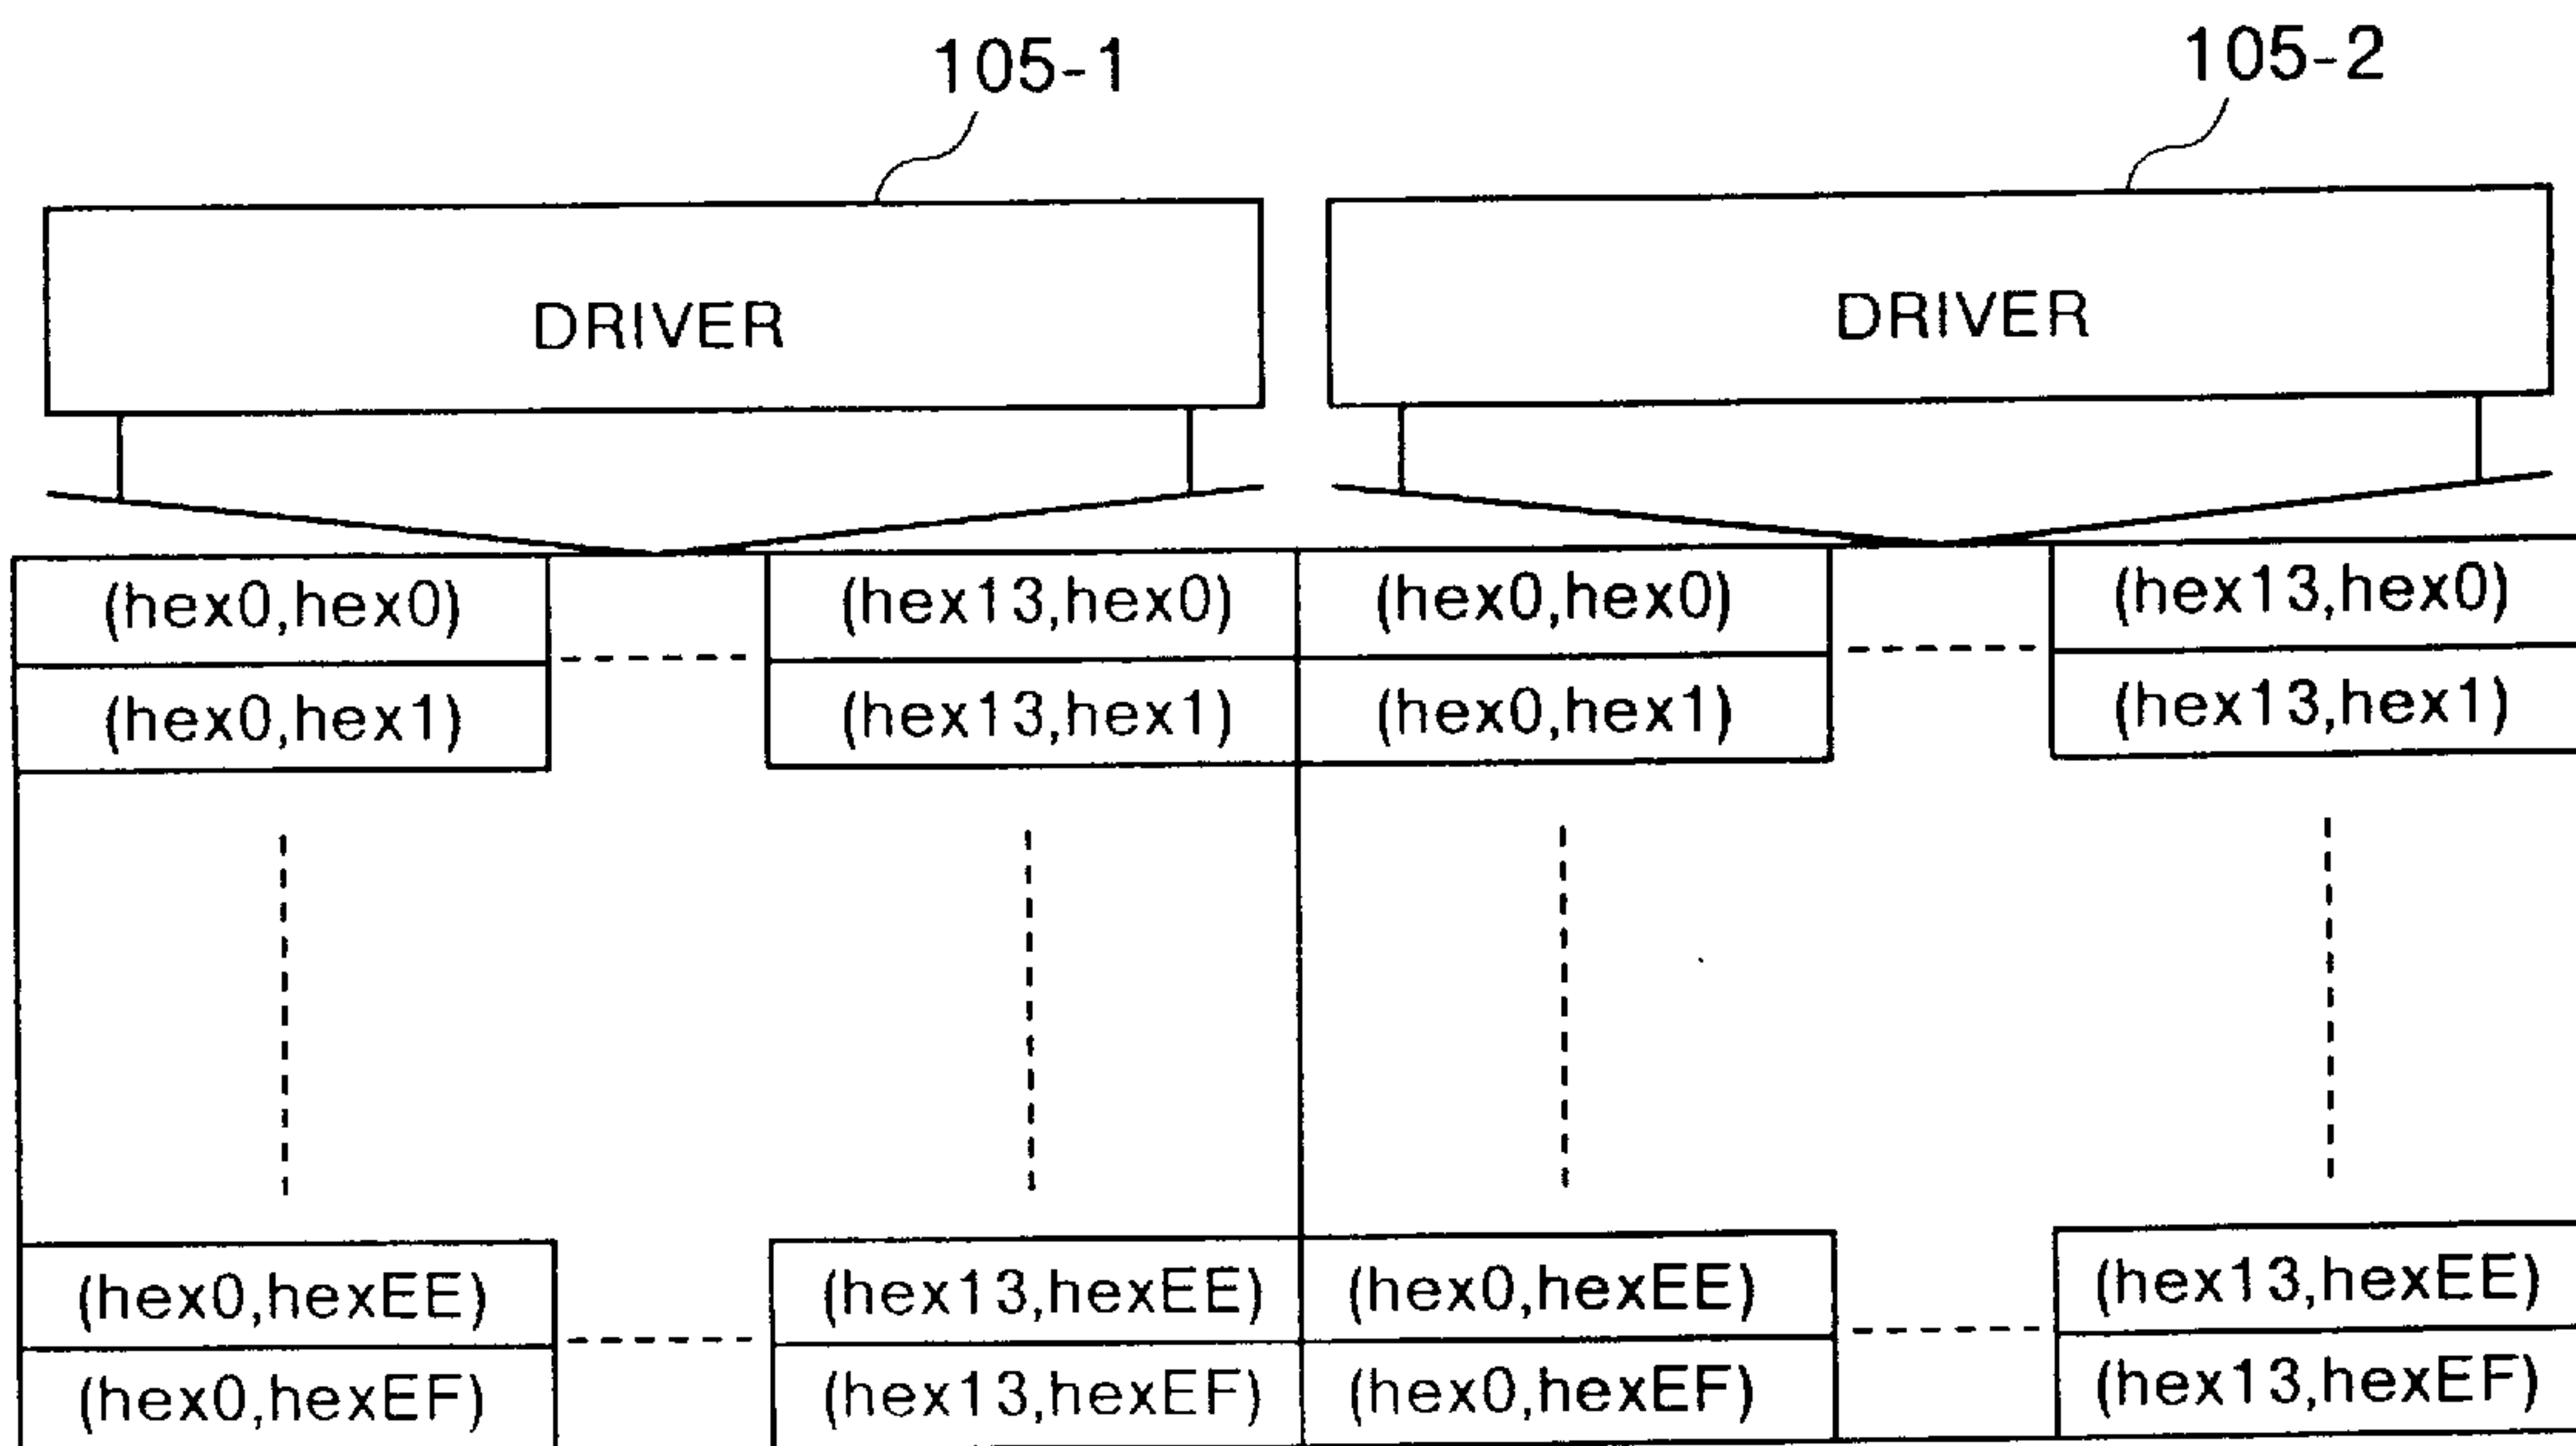 105-1 105-2
DRIVER DRIVER
(hex0,hex0) (hex13,hex0) (hex0,hex0) (hex13,hex0)
(hex0,hex1) (hex13,hex1) (hex0,hex1) (hex13,hex1)
(hex0,hexEE) (hex13,hexEE) (hex0,hexEE) (hex13,hexEE)
(hex0,hexEF) (hex13,hexEF) (hex0,hexEF) (hex13,hexEF)